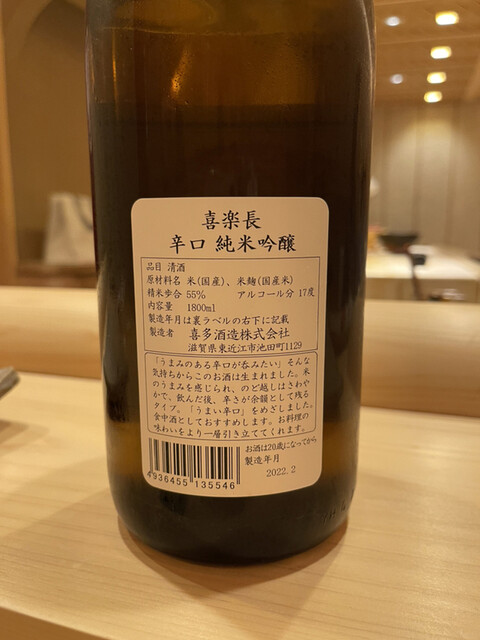 喜楽長
辛口 純米吟醸
品目 清酒
原材料名 米(国産)、米麹(国産米)
精米歩合 55% アルコール分 17度
内容量 1800ml
製造年月は裏ラベルの右下に記載
製造者 喜多酒造株式会社
滋賀県東近江市池田町1129
「うまみのある辛口が呑みたい」そんな
気持ちからこのお酒は生まれました。米
のうまみを感じられ、のど越しはさわや
かで、飲んだ後、辛さが余韻として残る
タイプ。「うまい辛口」をめざしました。
食中酒としておすすめします。お料理の
味わいをより一層引き立ててくれます。
お酒は20歳になってから
製造年月
2022.2
4936455 135546